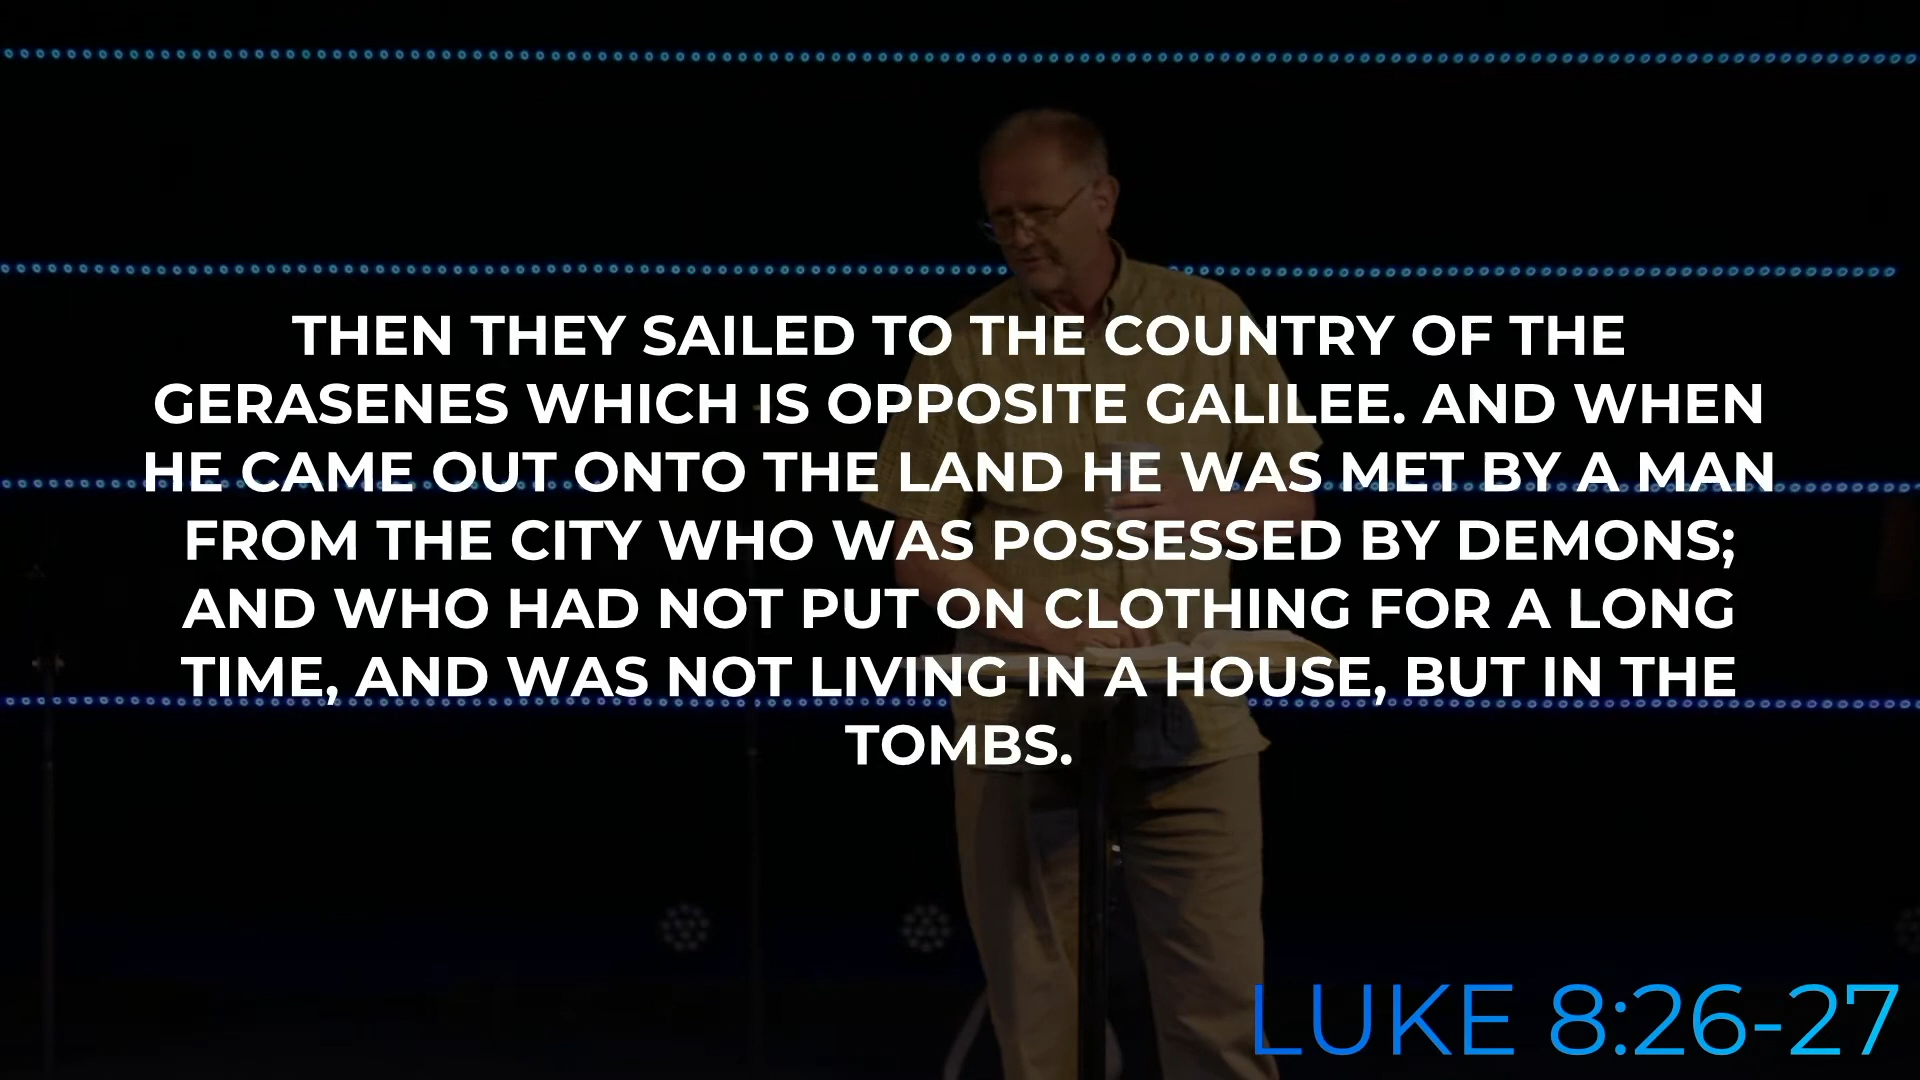 THEN THEY SAILED TO THE COUNTRY OF THE
GERASENES WHICH IS OPPOSITE GALILEE. AND WHEN
HE CAME OUT ONTO THE LAND HE WAS MET BY A MAN
FROM THE CITY WHO WAS POSSESSED BY DEMONS;
AND WHO HAD NOT PUT ON CLOTHING FOR A LONG
TIME, AND WAS NOT LIVING IN A HOUSE, BUT IN THE
TOMBS.
LUKE 8:26-27